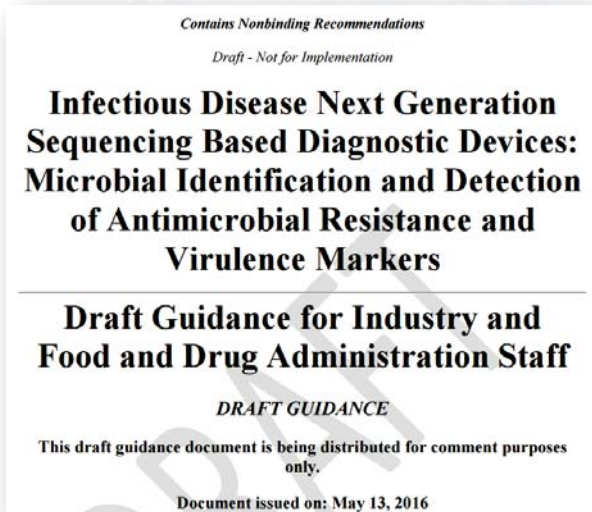 Contains Nonbinding Recommendations
Draft - Not for Implementation
Infectious Disease Next Generation
Sequencing Based Diagnostic Devices:
Microbial Identification and Detection
of Antimicrobial Resistance and
Virulence Markers
Draft Guidance for Industry and
Food and Drug Administration Staff
DRAFT GUIDANCE
This draft guidance document is being distributed for comment purposes
only.
Document issued on: May 13, 2016
DRAFT